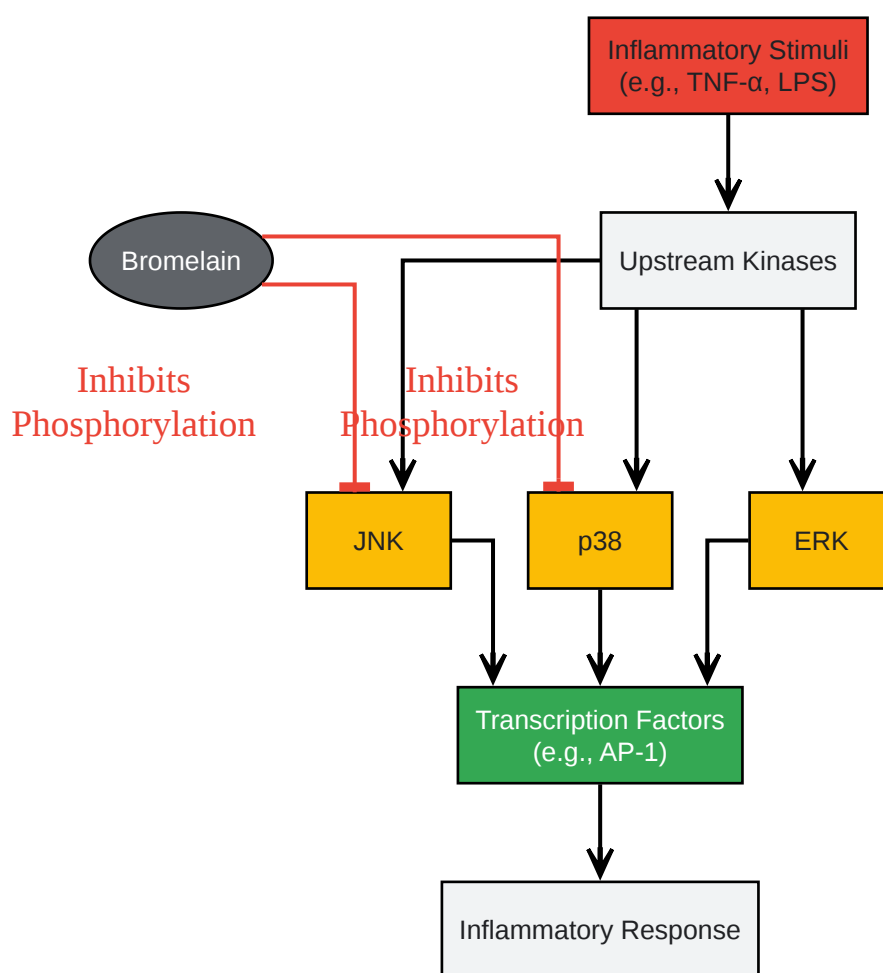 Inflammatory Stimuli
(e.g., TNF-α, LPS)
Bromelain
Upstream Kinases
Inhibits
Phosphorylation
Inhibits
Phosphorylation
JNK
p38
ERK
Transcription Factors
(e.g., AP-1)
Inflammatory Response